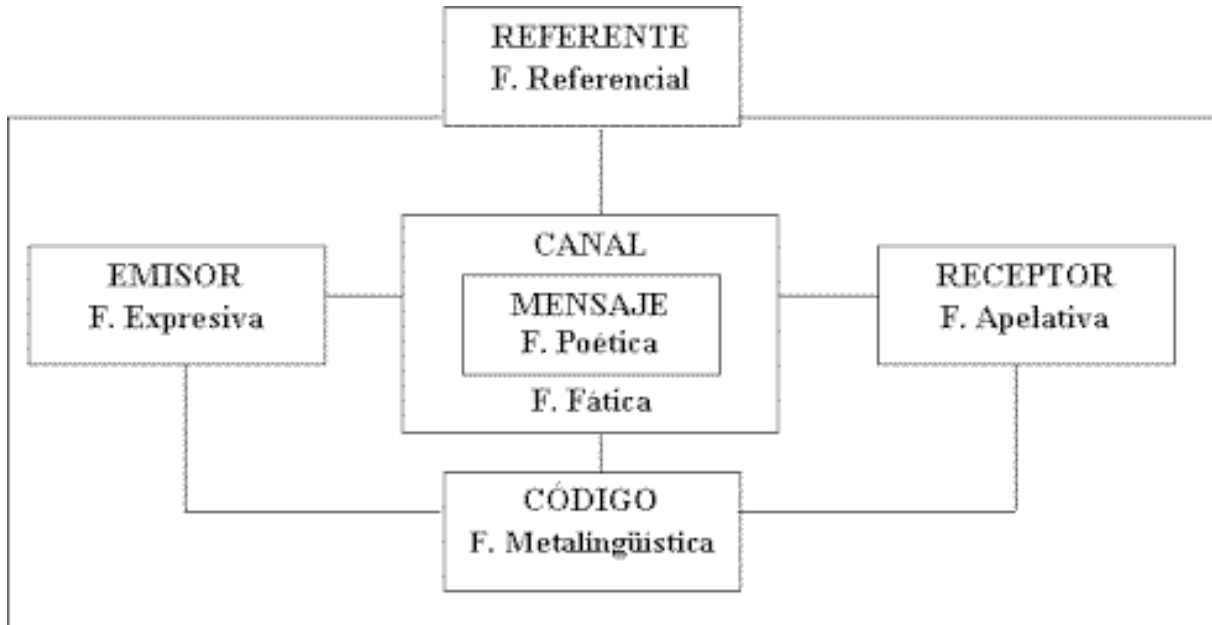 REFERENTE
F. Referencial
CANAL
EMISOR
F. Expresiva
MENSAJE
F. Poética
F. Fática
RECEPTOR
F. Apelativa
CÓDIGO
F. Metalingüística